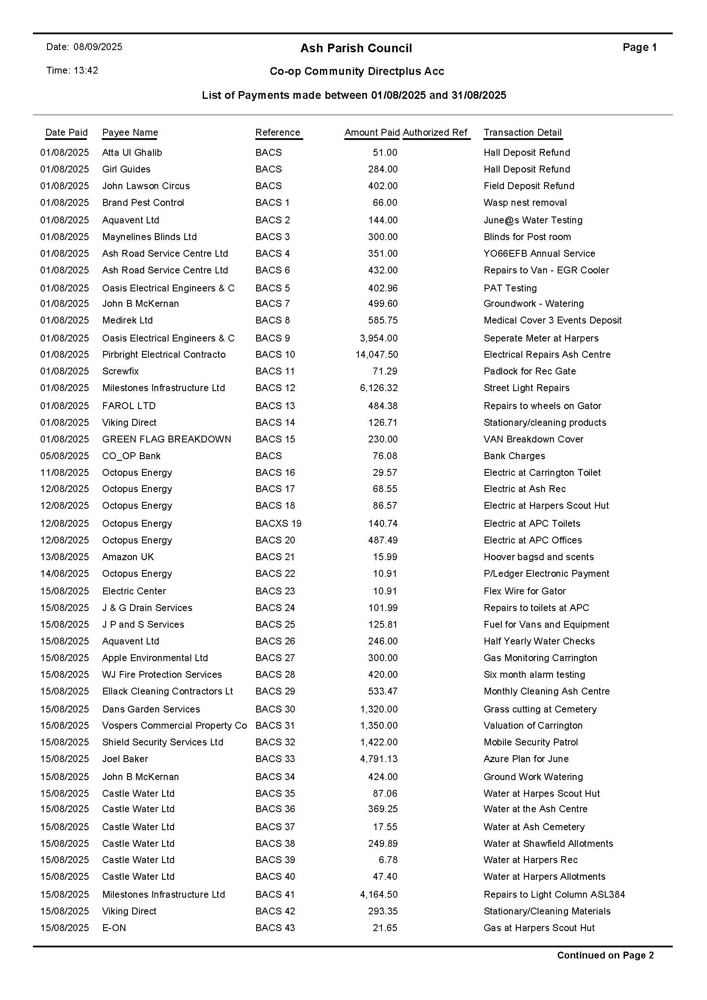 Date: 08/09/2025 Ash Parish Council Page 1
Time: 13:42 Co-op Community Directplus Acc
List of Payments made between 01/08/2025 and 31/08/2025
Date Paid Payee Name Reference Amount Paid Authorized Ref Transaction Detail
01/08/2025 Atta Ul Ghalib BACS 51.00 Hall Deposit Refund
01/08/2025 Girl Guides BACS 284.00 Hall Deposit Refund
01/08/2025 John Lawson Circus BACS 402.00 Field Deposit Refund
01/08/2025 Brand Pest Control BACS 1 66.00 Wasp nest removal
01/08/2025 Aquavent Ltd BACS 2 144.00 June@s Water Testing
01/08/2025 Maynelines Blinds Ltd BACS 3 300.00 Blinds for Post room
01/08/2025 Ash Road Service Centre Ltd BACS 4 351.00 YO66EFB Annual Service
01/08/2025 Ash Road Service Centre Ltd BACS 6 432.00 Repairs to Van - EGR Cooler
01/08/2025 Oasis Electrical Engineers & C BACS 5 402.96 PAT Testing
01/08/2025 John B McKernan BACS 7 499.60 Groundwork - Watering
01/08/2025 Medirek Ltd BACS 8 585.75 Medical Cover 3 Events Deposit
01/08/2025 Oasis Electrical Engineers & C BACS 9 3,954.00 Seperate Meter at Harpers
01/08/2025 Pirbright Electrical Contracto BACS 10 14,047.50 Electrical Repairs Ash Centre
01/08/2025 Screwfix BACS 11 71.29 Padlock for Rec Gate
01/08/2025 Milestones Infrastructure Ltd BACS 12 6,126.32 Street Light Repairs
01/08/2025 FAROL LTD BACS 13 484.38 Repairs to wheels on Gator
01/08/2025 Viking Direct BACS 14 126.71 Stationary/cleaning products
01/08/2025 GREEN FLAG BREAKDOWN BACS 15 230.00 VAN Breakdown Cover
05/08/2025 CO_OP Bank BACS 76.08 Bank Charges
11/08/2025 Octopus Energy BACS 16 29.57 Electric at Carrington Toilet
12/08/2025 Octopus Energy BACS 17 68.55 Electric at Ash Rec
12/08/2025 Octopus Energy BACS 18 86.57 Electric at Harpers Scout Hut
12/08/2025 Octopus Energy BACXS 19 140.74 Electric at APC Toilets
12/08/2025 Octopus Energy BACS 20 487.49 Electric at APC Offices
13/08/2025 Amazon UK BACS 21 15.99 Hoover bagsd and scents
14/08/2025 Octopus Energy BACS 22 10.91 P/Ledger Electronic Payment
15/08/2025 Electric Center BACS 23 10.91 Flex Wire for Gator
15/08/2025 J & G Drain Services BACS 24 101.99 Repairs to toilets at APC
15/08/2025 J P and S Services BACS 25 125.81 Fuel for Vans and Equipment
15/08/2025 Aquavent Ltd BACS 26 246.00 Half Yearly Water Checks
15/08/2025 Apple Environmental Ltd BACS 27 300.00 Gas Monitoring Carrington
15/08/2025 WJ Fire Protection Services BACS 28 420.00 Six month alarm testing
15/08/2025 Ellack Cleaning Contractors Lt BACS 29 533.47 Monthly Cleaning Ash Centre
15/08/2025 Dans Garden Services BACS 30 1,320.00 Grass cutting at Cemetery
15/08/2025 Vospers Commercial Property Co BACS 31 1,350.00 Valuation of Carrington
15/08/2025 Shield Security Services Ltd BACS 32 1,422.00 Mobile Security Patrol
15/08/2025 Joel Baker BACS 33 4,791.13 Azure Plan for June
15/08/2025 John B McKernan BACS 34 424.00 Ground Work Watering
15/08/2025 Castle Water Ltd BACS 35 87.06 Water at Harpes Scout Hut
15/08/2025 Castle Water Ltd BACS 36 369.25 Water at the Ash Centre
15/08/2025 Castle Water Ltd BACS 37 17.55 Water at Ash Cemetery
15/08/2025 Castle Water Ltd BACS 38 249.89 Water at Shawfield Allotments
15/08/2025 Castle Water Ltd BACS 39 6.78 Water at Harpers Rec
15/08/2025 Castle Water Ltd BACS 40 47.40 Water at Harpers Allotments
15/08/2025 Milestones Infrastructure Ltd BACS 41 4,164.50 Repairs to Light Column ASL384
15/08/2025 Viking Direct BACS 42 293.35 Stationary/Cleaning Materials
15/08/2025 E-ON BACS 43 21.65 Gas at Harpers Scout Hut
Continued on Page 2